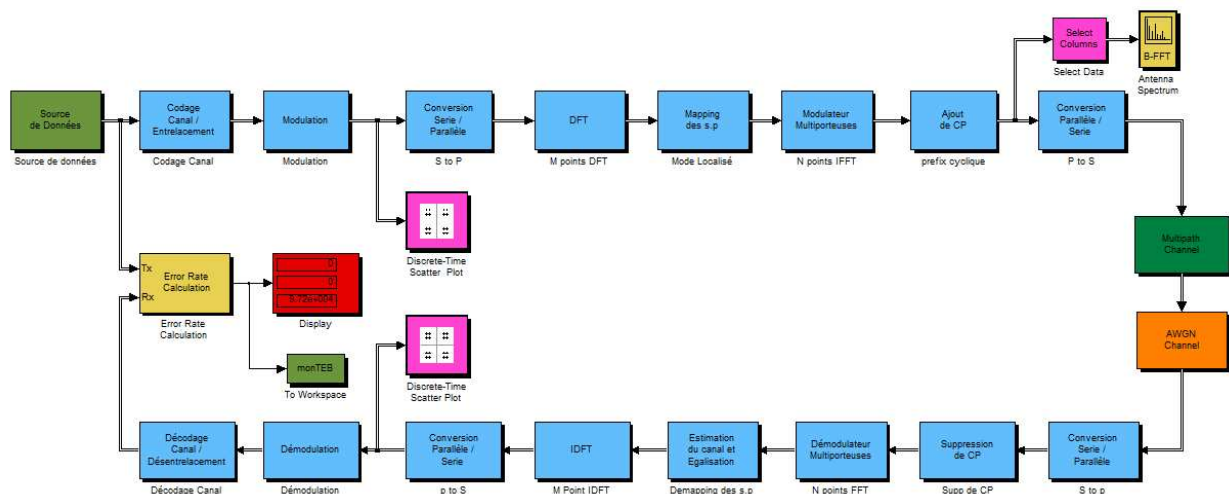 Select
Columns
Select Data
B-FFT
Antenna
Spectrum
Source
de Données
Source de données
Codage
Canal /
Entrelacement
Codage Canal
Modulation
Modulation
Conversion
Serie /
Parallèle
S to P
DFT
M points DFT
Mapping
des s.p
Mode Localisé
Modulateur
Multiporteuses
N points IFFT
Ajout
de CP
prefix cyclique
Conversion
Parallèle /
Serie
P to S
Discrete-Time
Scatter Plot
Multipath
Channel
Tx
Rx
Error Rate
Calculation
Error Rate
Calculation
0
0
9.72e+004
Display
monTEB
To Workspace
Discrete-Time
Scatter Plot
AWGN
Channel
Décodage
Canal /
Désentrelacement
Décodage Canal
Démodulation
Démodulation
Conversion
Parallèle /
Serie
p to S
IDFT
M Point IDFT
Estimation
du canal et
Egalisation
Demapping des s.p
Démodulateur
Multiporteuses
N points FFT
Suppression
de CP
Supp de CP
Conversion
Serie /
Parallèle
S to p